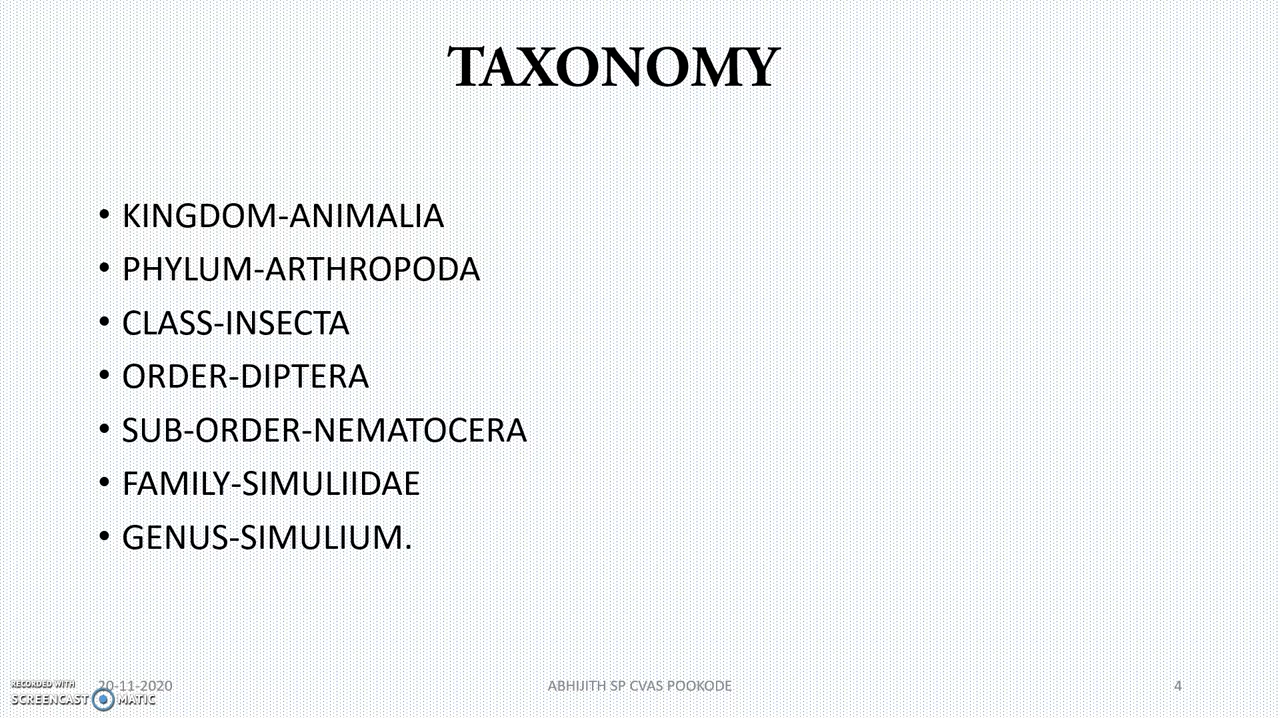 TAXONOMY
• KINGDOM-ANIMALIA
• PHYLUM-ARTHROPODA
• CLASS-INSECTA
• ORDER-DIPTERA
• SUB-ORDER-NEMATOCERA
• FAMILY-SIMULIIDAE
• GENUS-SIMULIUM.
RECORDED WITH
SCREENCAST MATIC
20-11-2020
ABHIJITH SP CVAS POOKODE
4